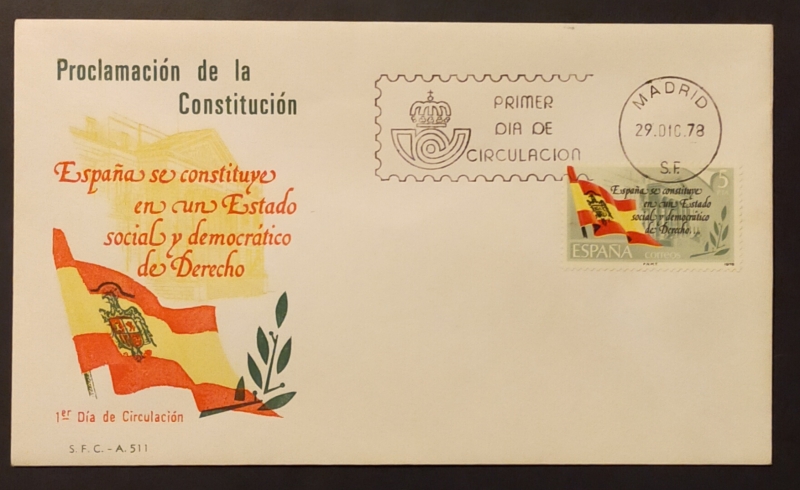 Proclamación de la
Constitución
España se constituye
en un Estado
social y democrático
de Derecho
1er Día de Circulación
S. F. C. - A. 511
PRIMER
DIA DE
CIRCULACION
MADRID
29.DIC.78
S.F.
5
España se constituye
en un Estado
social y democrático
de Derecho..
ESPAÑA
CORREOS
1978